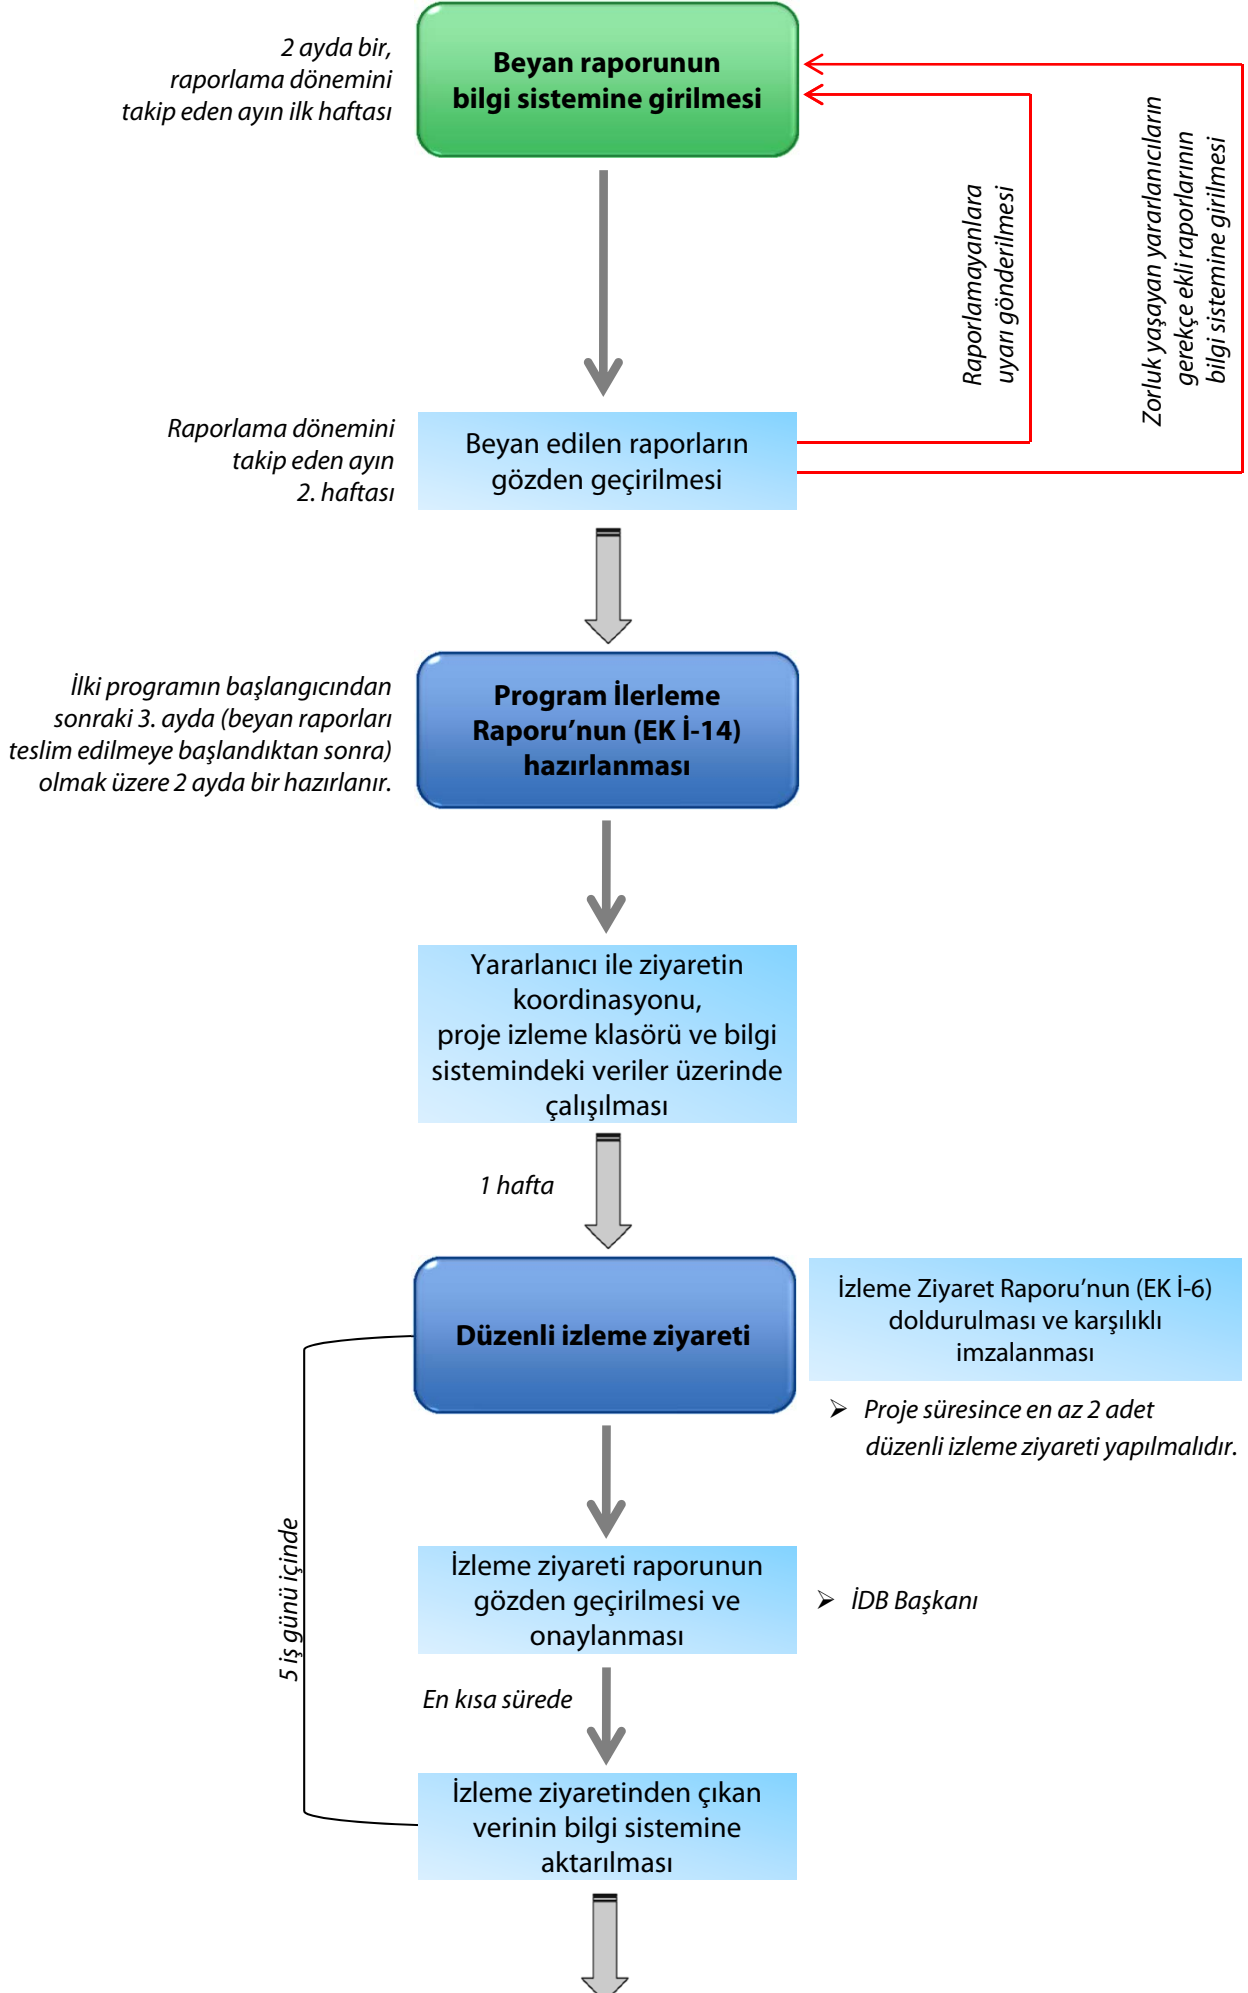 2 ayda bir,
raporlama dönemini
takip eden ayın ilk haftası
Beyan raporunun
bilgi sistemine girilmesi
Raporlamayanlara
uyarı gönderilmesi
Zorluk yaşayan yararlanıcıların
gerekçe ekli raporlarının
bilgi sistemine girilmesi
Raporlama dönemini
takip eden ayın
2. haftası
Beyan edilen raporların
gözden geçirilmesi
İlki programın başlangıcından
sonraki 3. ayda (beyan raporları
teslim edilmeye başlandıktan sonra)
olmak üzere 2 ayda bir hazırlanır.
Program İlerleme
Raporu’nun (EK İ-14)
hazırlanması
Yararlanıcı ile ziyaretin
koordinasyonu,
proje izleme klasörü ve bilgi
sistemindeki veriler üzerinde
çalışılması
1 hafta
Düzenli izleme ziyareti
İzleme Ziyaret Raporu’nun (EK İ-6)
doldurulması ve karşılıklı
imzalanması
➢ Proje süresince en az 2 adet
düzenli izleme ziyareti yapılmalıdır.
5 iş günü içinde
İzleme ziyareti raporunun
gözden geçirilmesi ve
onaylanması
➢ İDB Başkanı
En kısa sürede
İzleme ziyaretinden çıkan
verinin bilgi sistemine
aktarılması